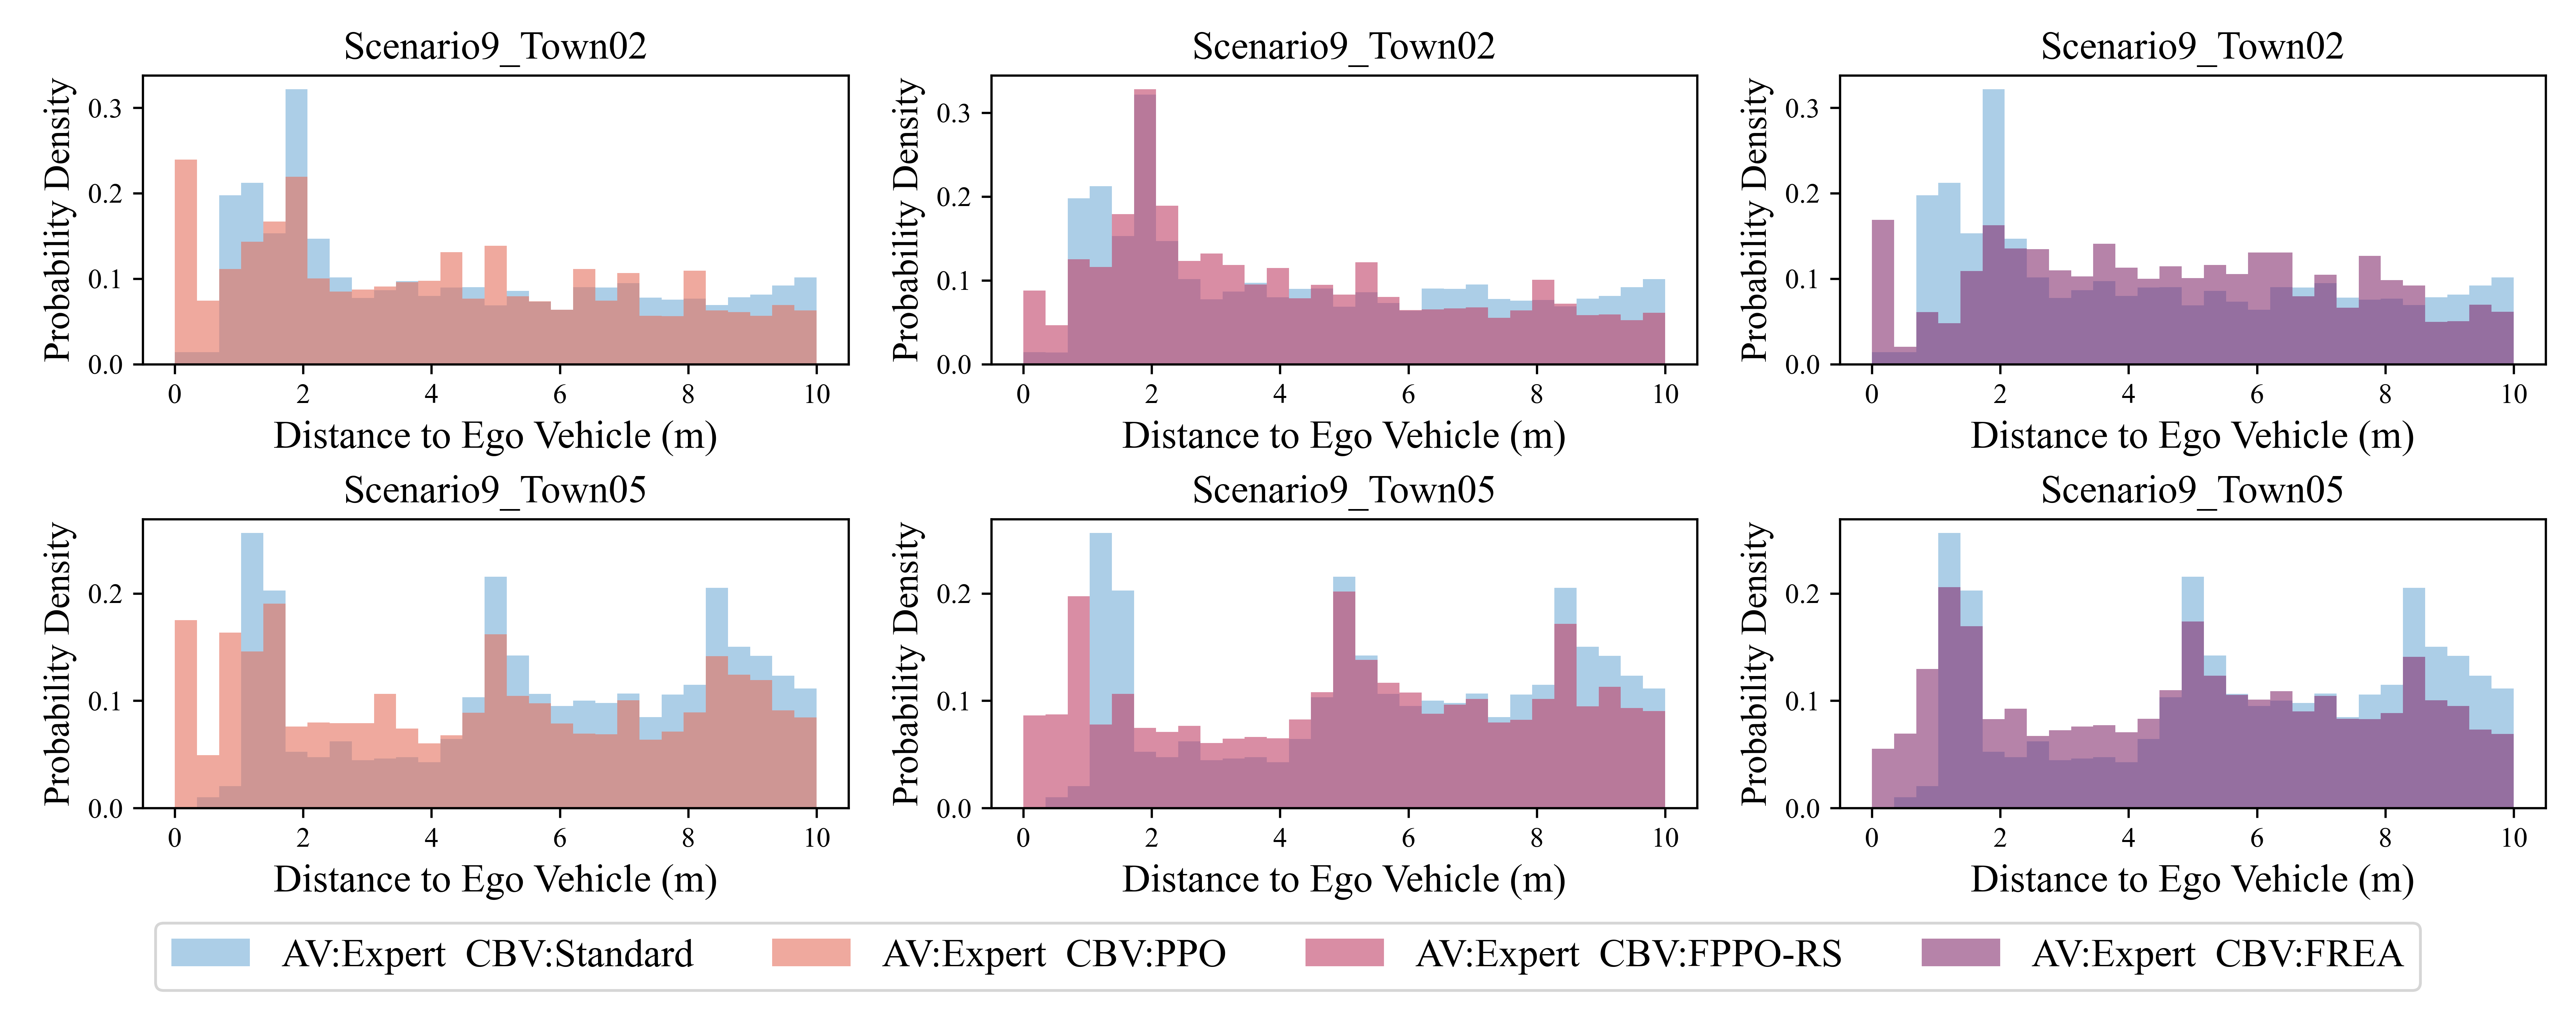 Scenario9_Town02
Scenario9_Town02
Scenario9_Town02
Probability Density
0.3
0.2
0.1
0.0
0 2 4 6 8 10
Distance to Ego Vehicle (m)
Probability Density
0.3
0.2
0.1
0.0
0 2 4 6 8 10
Distance to Ego Vehicle (m)
Probability Density
0.3
0.2
0.1
0.0
0 2 4 6 8 10
Distance to Ego Vehicle (m)
Scenario9_Town05
Scenario9_Town05
Scenario9_Town05
Probability Density
0.2
0.1
0.0
0 2 4 6 8 10
Distance to Ego Vehicle (m)
Probability Density
0.2
0.1
0.0
0 2 4 6 8 10
Distance to Ego Vehicle (m)
Probability Density
0.2
0.1
0.0
0 2 4 6 8 10
Distance to Ego Vehicle (m)
AV:Expert CBV:Standard
AV:Expert CBV:PPO
AV:Expert CBV:FPPO-RS
AV:Expert CBV:FREA